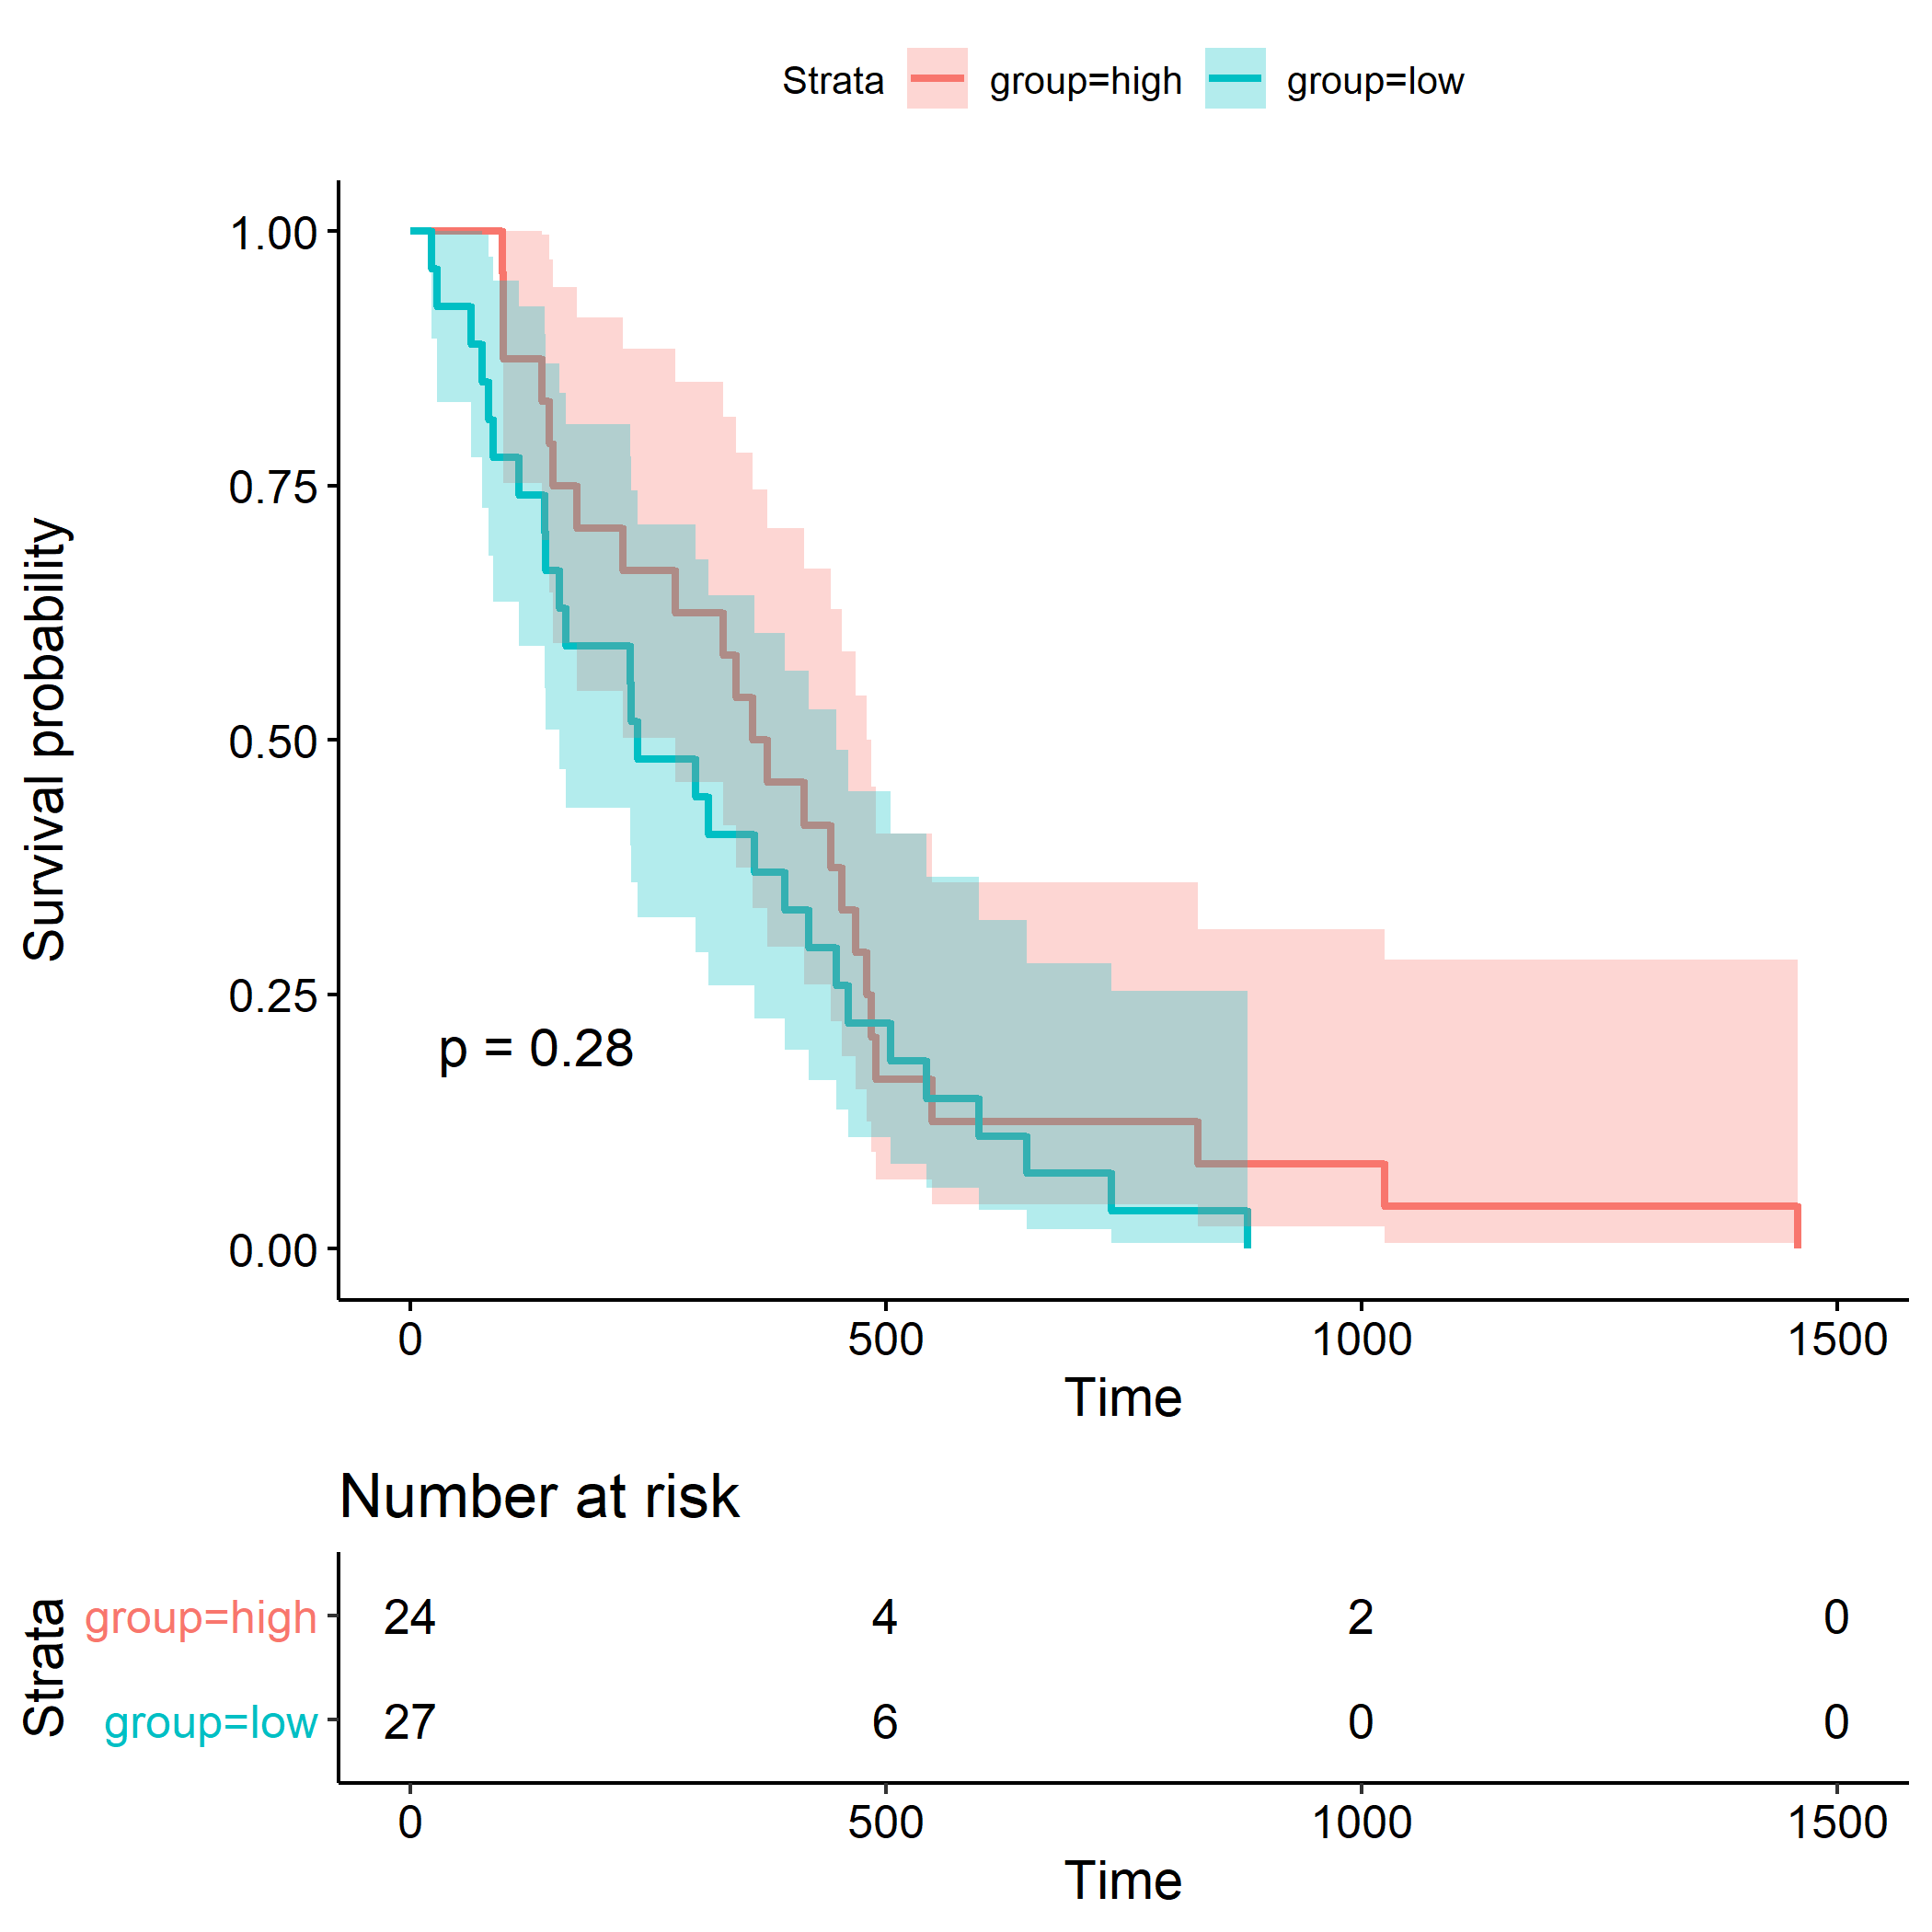 Strata group=high group=low
Survival probability
1.00
0.75
0.50
0.25
0.00
p = 0.28
0 500 1000 1500
Time
Number at risk
Strata
group=high 24 4 2 0
group=low 27 6 0 0
0 500 1000 1500
Time